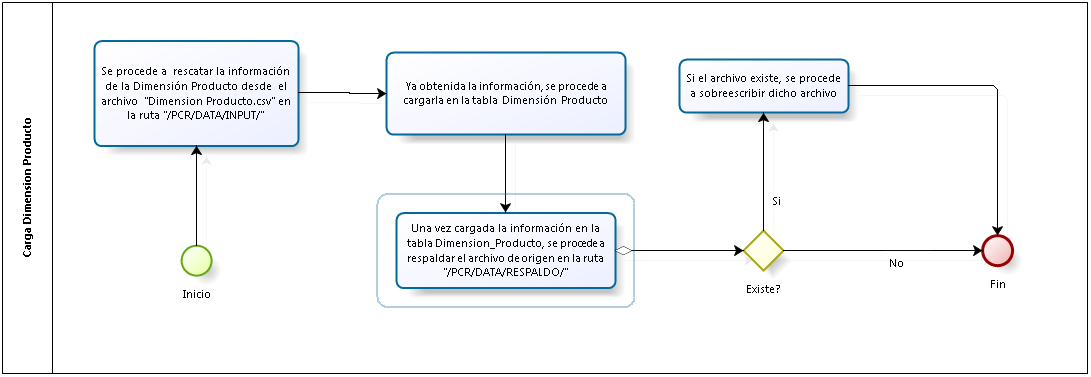 Carga Dimension Producto
Se procede a rescatar la información
de la Dimensión Producto desde el
archivo "Dimension Producto.csv" en
la ruta "/PCR/DATA/INPUT/"
Ya obtenida la información, se procede a
cargarla en la tabla Dimensión Producto
Si el archivo existe, se procede
a sobreescribir dicho archivo
Una vez cargada la información en la
tabla Dimension_Producto, se procede a
respaldar el archivo de origen en la ruta
"/PCR/DATA/RESPALDO/"
Si
No
Inicio
Existe?
Fin